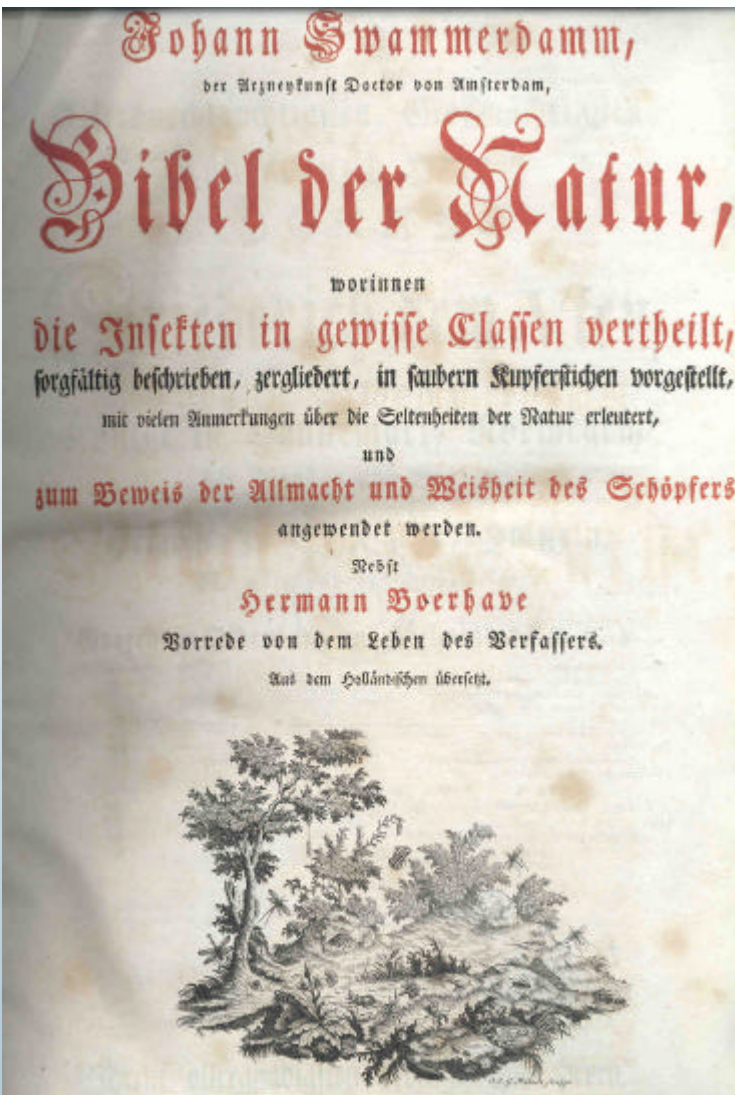 Johann Swammerdamm,
der Arzneykunst Doctor von Amsterdam,
Bibel der Natur,
worinnen
die Insekten in gewisse Classen vertheilt,
sorgfältig beschrieben, zergliedert, in saubern Kupferstichen vorgestellt,
mit vielen Anmerkungen über die Seltenheiten der Natur erleutert,
und
zum Beweis der Allmacht und Weisheit des Schöpfers
angewendet werden.
Nebst
Hermann Boerhave
Vorrede von dem Leben des Verfassers.
Aus dem Holländischen übersetzt.